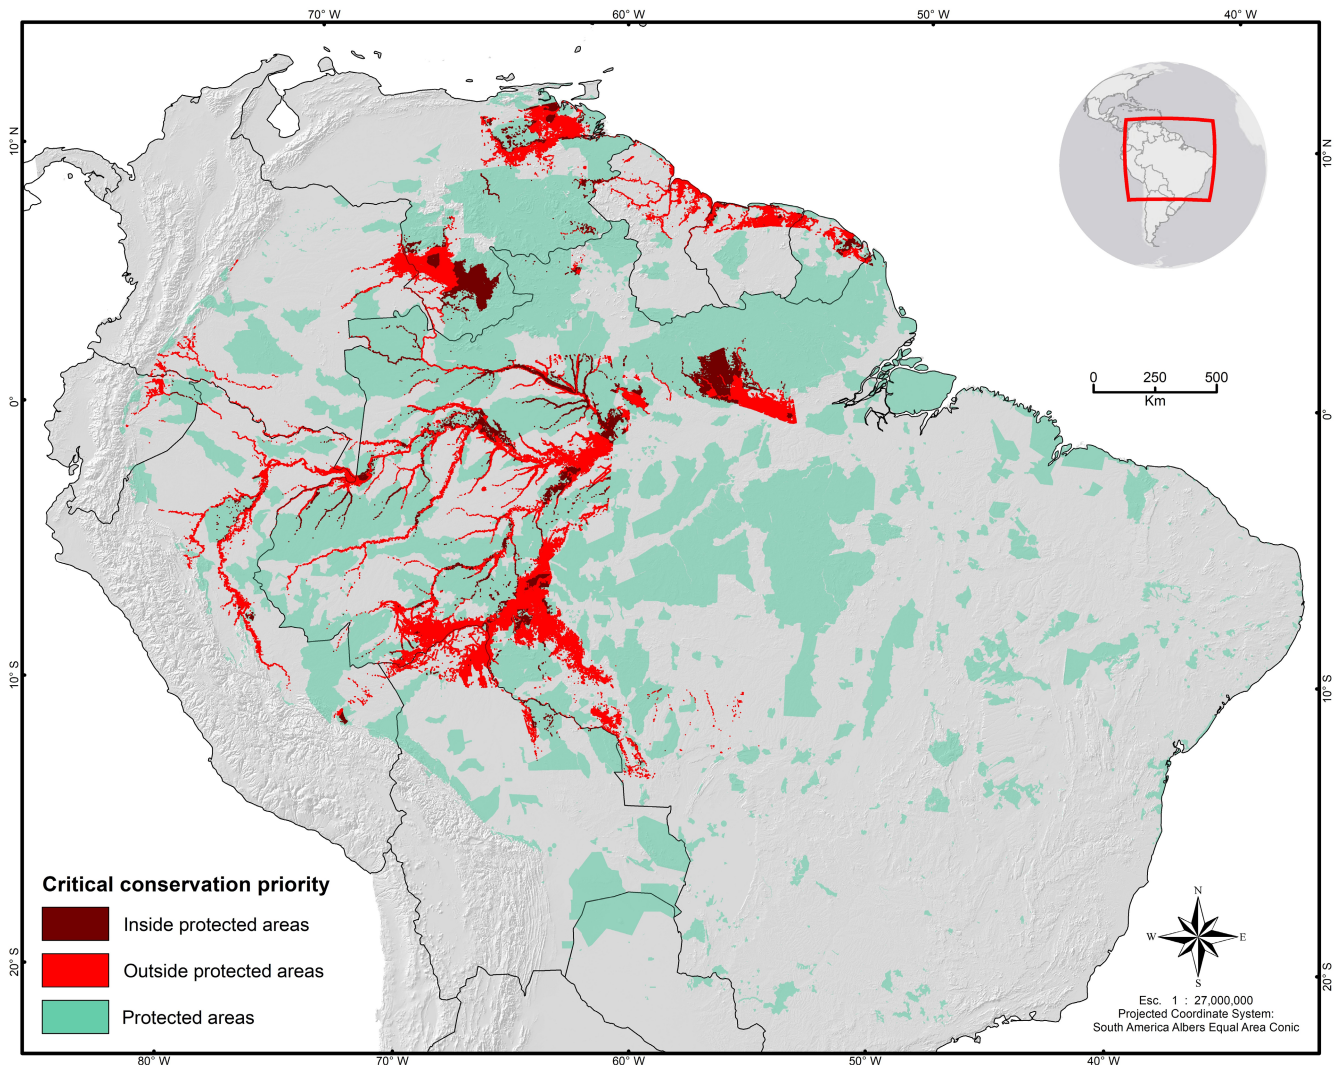 70° W 60° W 50° W 40° W
10° N
10° N
0 250 500
Km
0°
0°
10° S
10° S
Critical conservation priority
Inside protected areas
Outside protected areas
Protected areas
N
W E
S
20° S
20° S
Esc. 1 : 27,000,000
Projected Coordinate System:
South America Albers Equal Area Conic
80° W 70° W 60° W 50° W 40° W